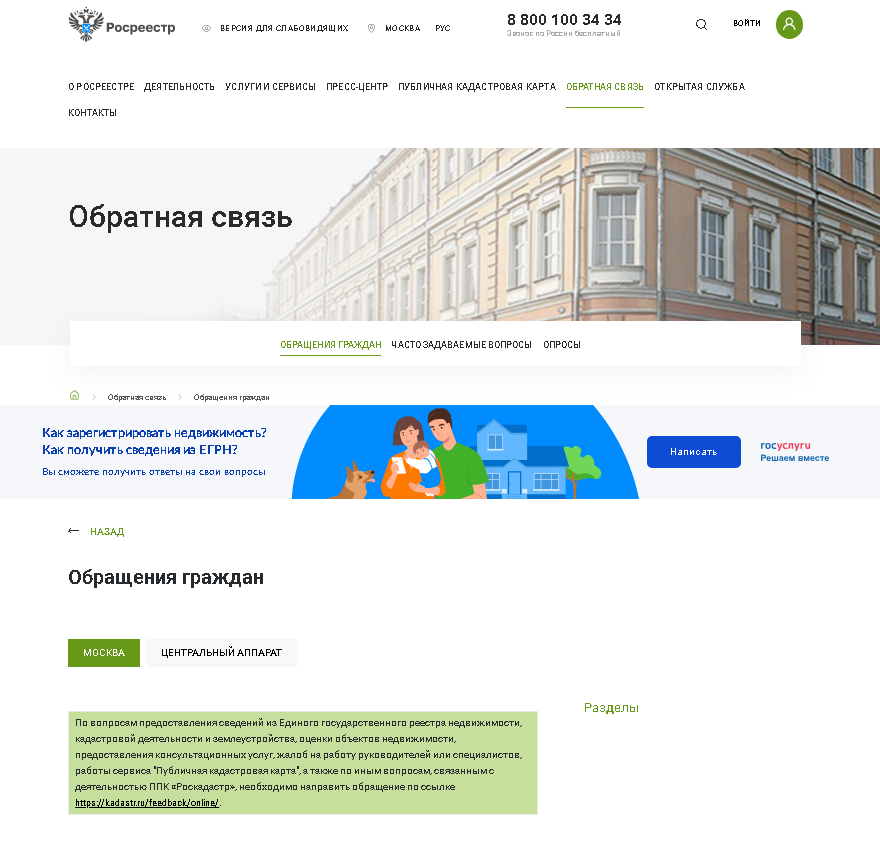 Росреестр
ВЕРСИЯ ДЛЯ СЛАБОВИДЯЩИХ
МОСКВА
РУС
8 800 100 34 34
Звонок по России бесплатный
ВОЙТИ
О РОСРЕЕСТРЕ ДЕЯТЕЛЬНОСТЬ УСЛУГИ И СЕРВИСЫ ПРЕСС-ЦЕНТР ПУБЛИЧНАЯ КАДАСТРОВАЯ КАРТА ОБРАТНАЯ СВЯЗЬ ОТКРЫТАЯ СЛУЖБА
КОНТАКТЫ
Обратная связь
ОБРАЩЕНИЯ ГРАЖДАН ЧАСТО ЗАДАВАЕМЫЕ ВОПРОСЫ ОПРОСЫ
Обратная связь Обращения граждан
Как зарегистрировать недвижимость?
Как получить сведения из ЕГРН?
Вы сможете получить ответы на свои вопросы
Написать
госуслуги
Решаем вместе
НАЗАД
Обращения граждан
МОСКВА ЦЕНТРАЛЬНЫЙ АППАРАТ
Разделы
По вопросам предоставления сведений из Единого государственного реестра недвижимости,
кадастровой деятельности и землеустройства, оценки объектов недвижимости,
предоставления консультационных услуг, жалоб на работу руководителей или специалистов,
работы сервиса "Публичная кадастровая карта", а также по иным вопросам, связанным с
деятельностью ППК «Роскадастр», необходимо направить обращение по ссылке
https://kadastr.ru/feedback/online/.